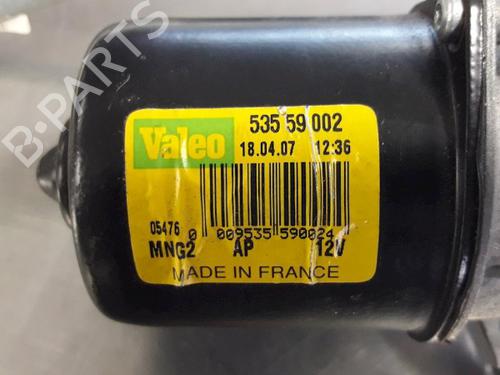 B-PARTS
Valeo 535 59 002
18.04.07 12:36
05476 0 009535 590024
MNG2 AP 12V
MADE IN FRANCE